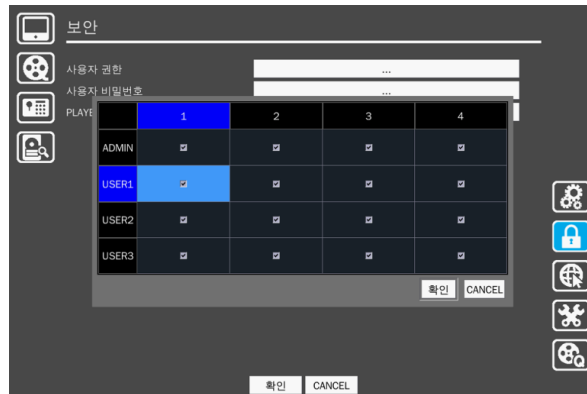 보안
사용자 권한 ...
사용자 비밀번호 ...
PLAYE
1 2 3 4
ADMIN
USER1
USER2
USER3
확인 CANCEL
확인 CANCEL